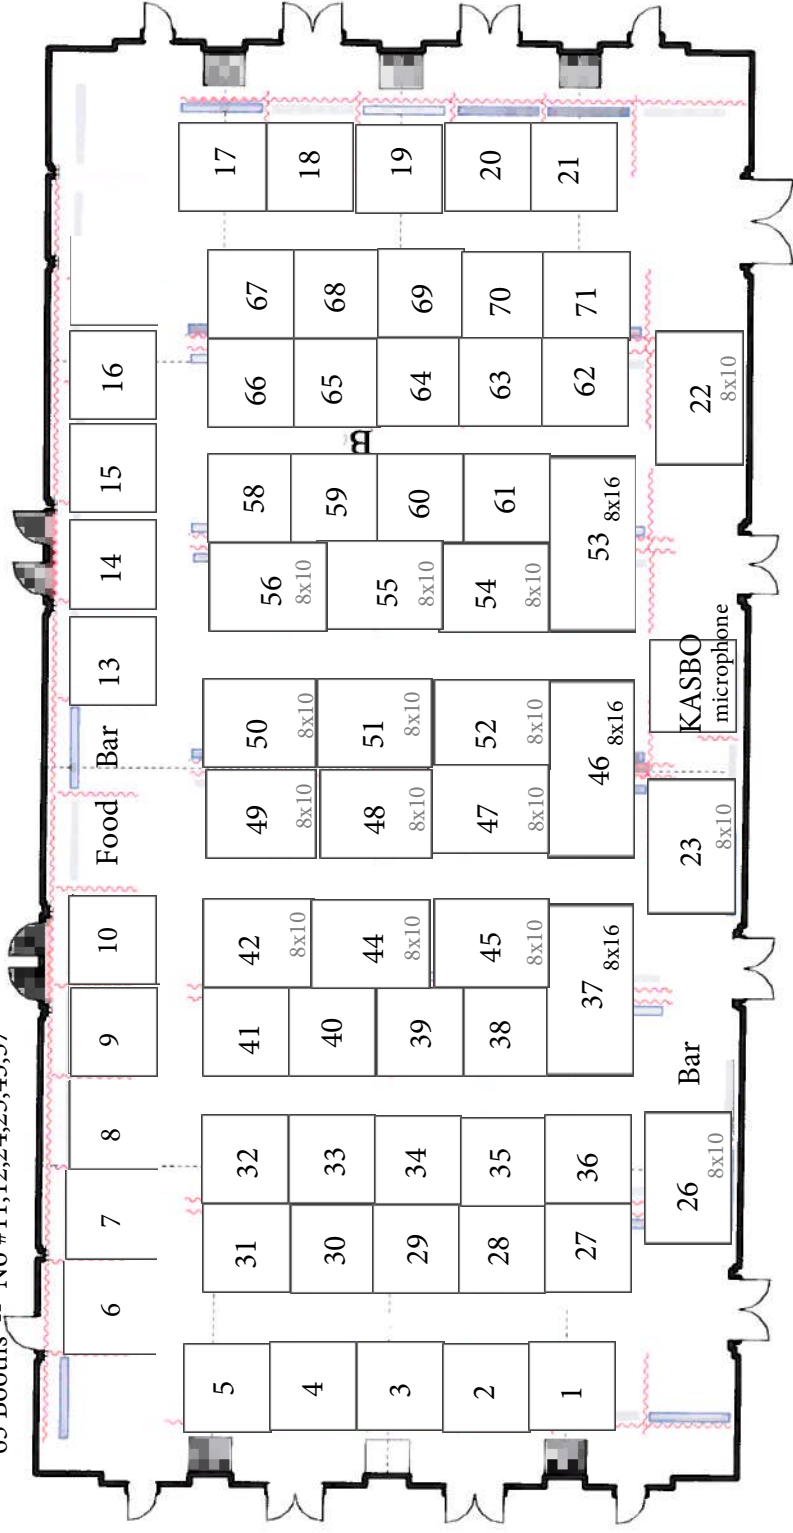 65 Booths No #11,12,24,25,43,57
6 7 8 9 10 Food Bar 13 14 15 16
5 31 32 41 42 49 50 56 58 66 67 17
8x10 8x10 8x10 8x10
4 30 33 40 44 48 51 55 59 65 68 18
8x10 8x10 8x10 8x10
3 29 34 39 45 47 52 54 60 64 69 19
8x10 8x10 8x10 8x10
2 28 35 38 61 63 70 20
1 27 36 37 46 53 62 71 21
8x16 8x16 8x16
26 Bar 23 KASBO 22
8x10 8x10 microphone 8x10